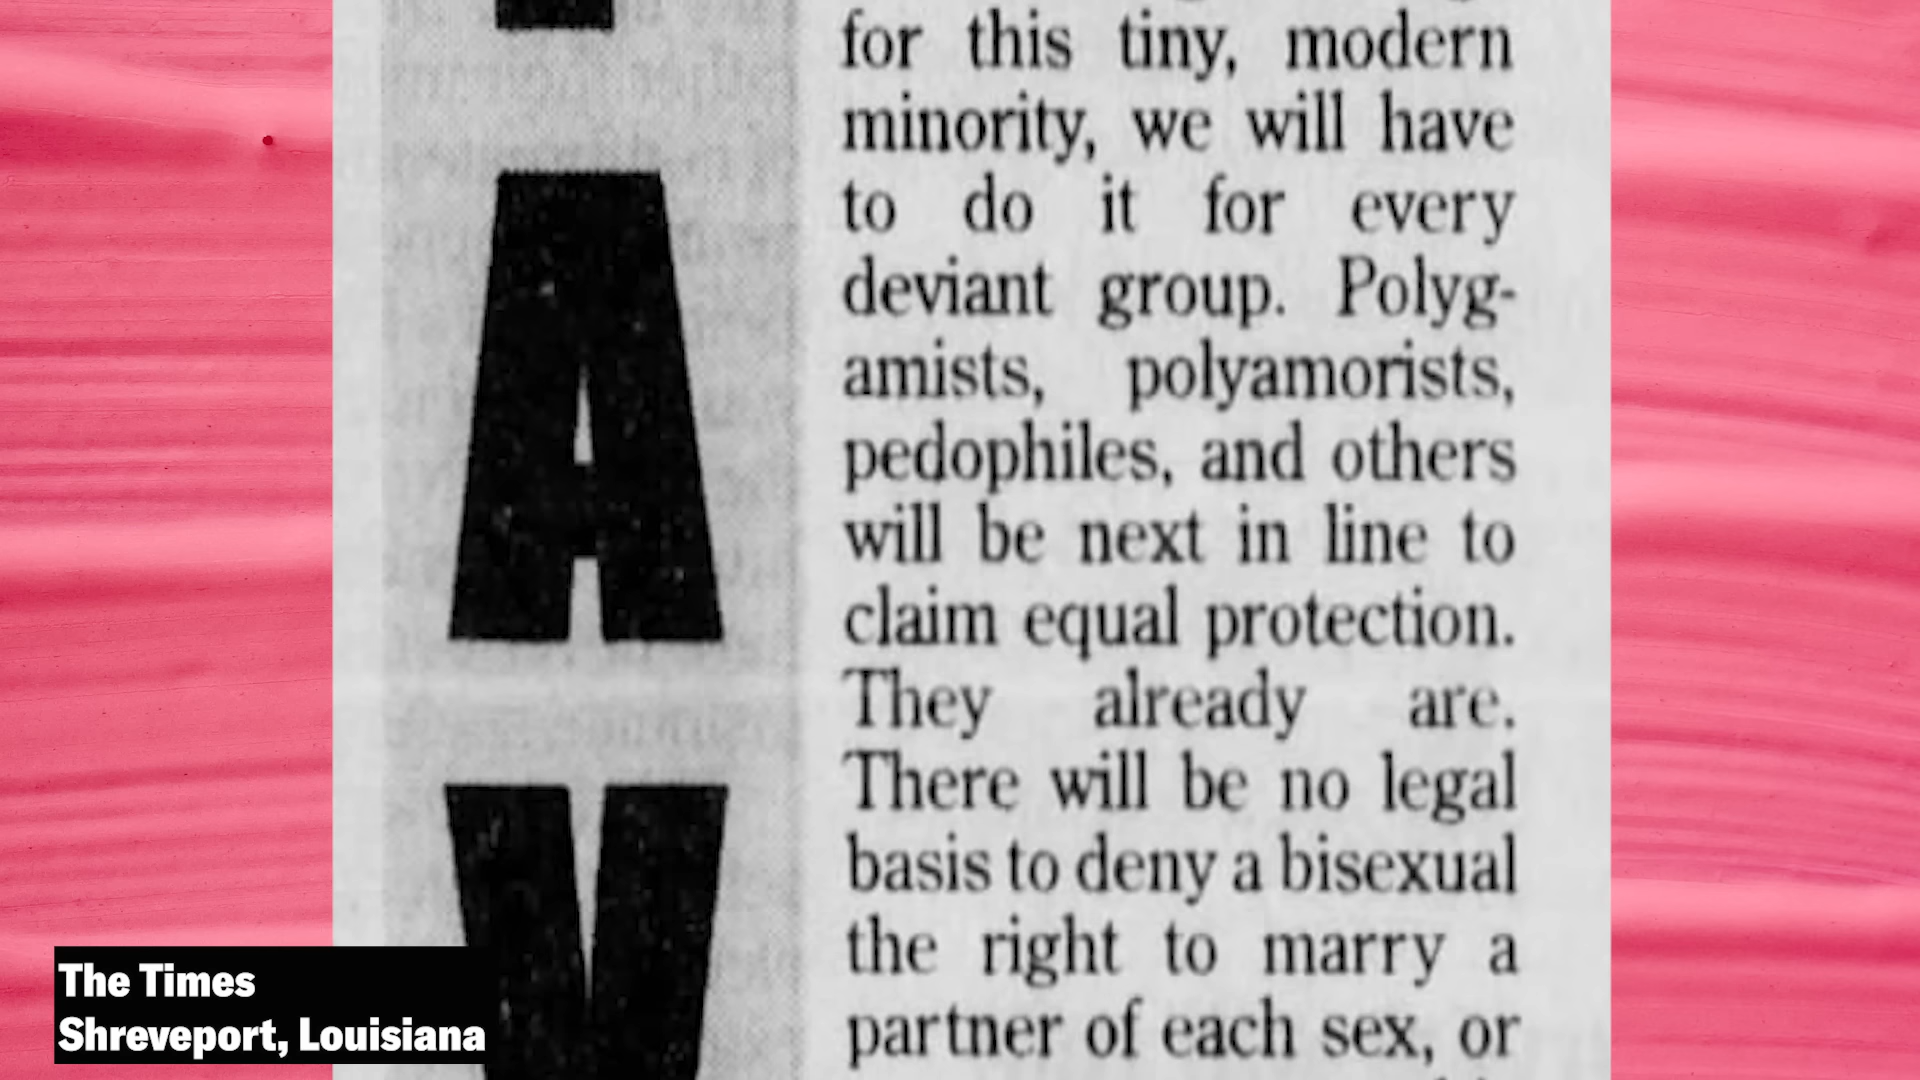 A
V
for this tiny, modern
minority, we will have
to do it for every
deviant group. Polyg-
amists, polyamorists,
pedophiles, and others
will be next in line to
claim equal protection.
They already are.
There will be no legal
basis to deny a bisexual
the right to marry a
partner of each sex, or
The Times
Shreveport, Louisiana